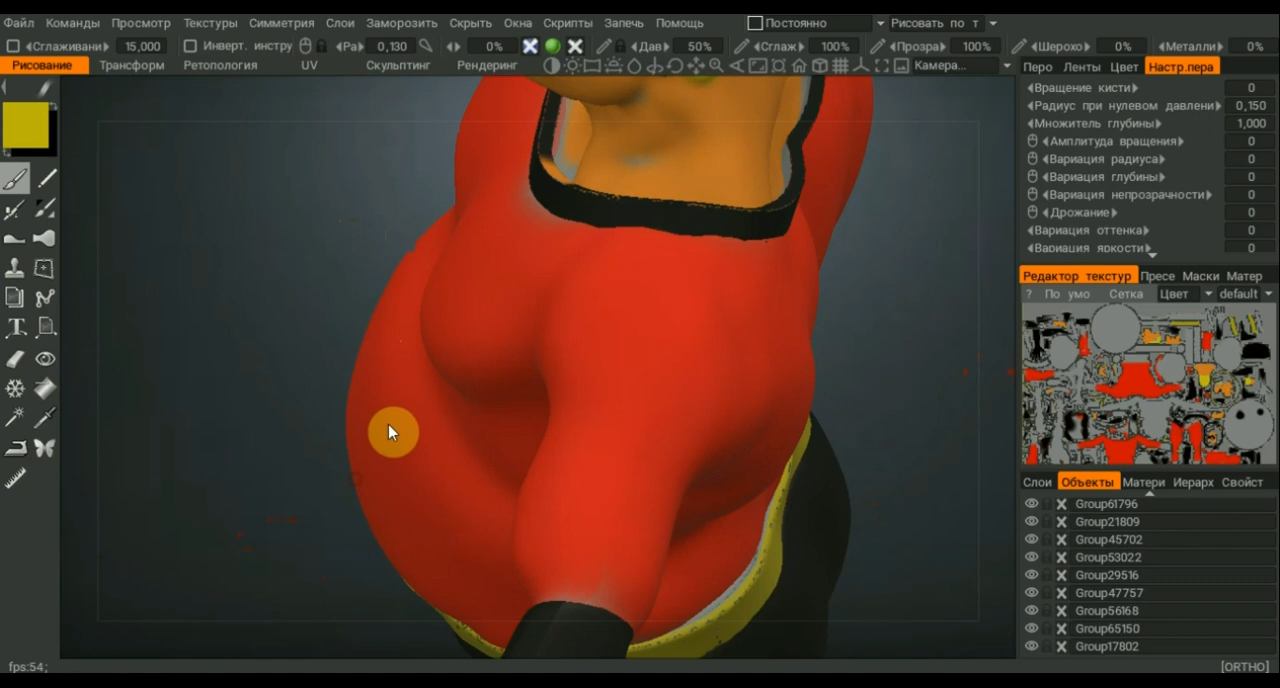 Файл Команды Просмотр Текстуры Симметрия Слои Заморозить Скрыть Окна Скрипты Запечь Помощь Постоянно Рисовать по т
Сглаживани 15,000 Инверт. инстру Ра 0,130 0% Дав 50% Сглаж 100% Прозра 100% Шерохо 0% Металли 0%
Рисование Трансформ Ретопология UV Скульптинг Рендеринг Камера...
Перо Ленты Цвет Настр.пера
Вращение кисти 0
Радиус при нулевом давлени 0,150
Множитель глубины 1,000
Амплитуда вращения 0
Вариация радиуса 0
Вариация глубины 0
Вариация непрозрачности 0
Дрожание 0
Вариация оттенка 0
Вариация яркости 0
Редактор текстур Пресе Маски Матер
? По умо Сетка Цвет default
Слои Объекты Матери Иерарх Свойст
Group61796
Group21809
Group45702
Group53022
Group29516
Group47757
Group56168
Group65150
Group17802
fps:54;
[ORTHO]